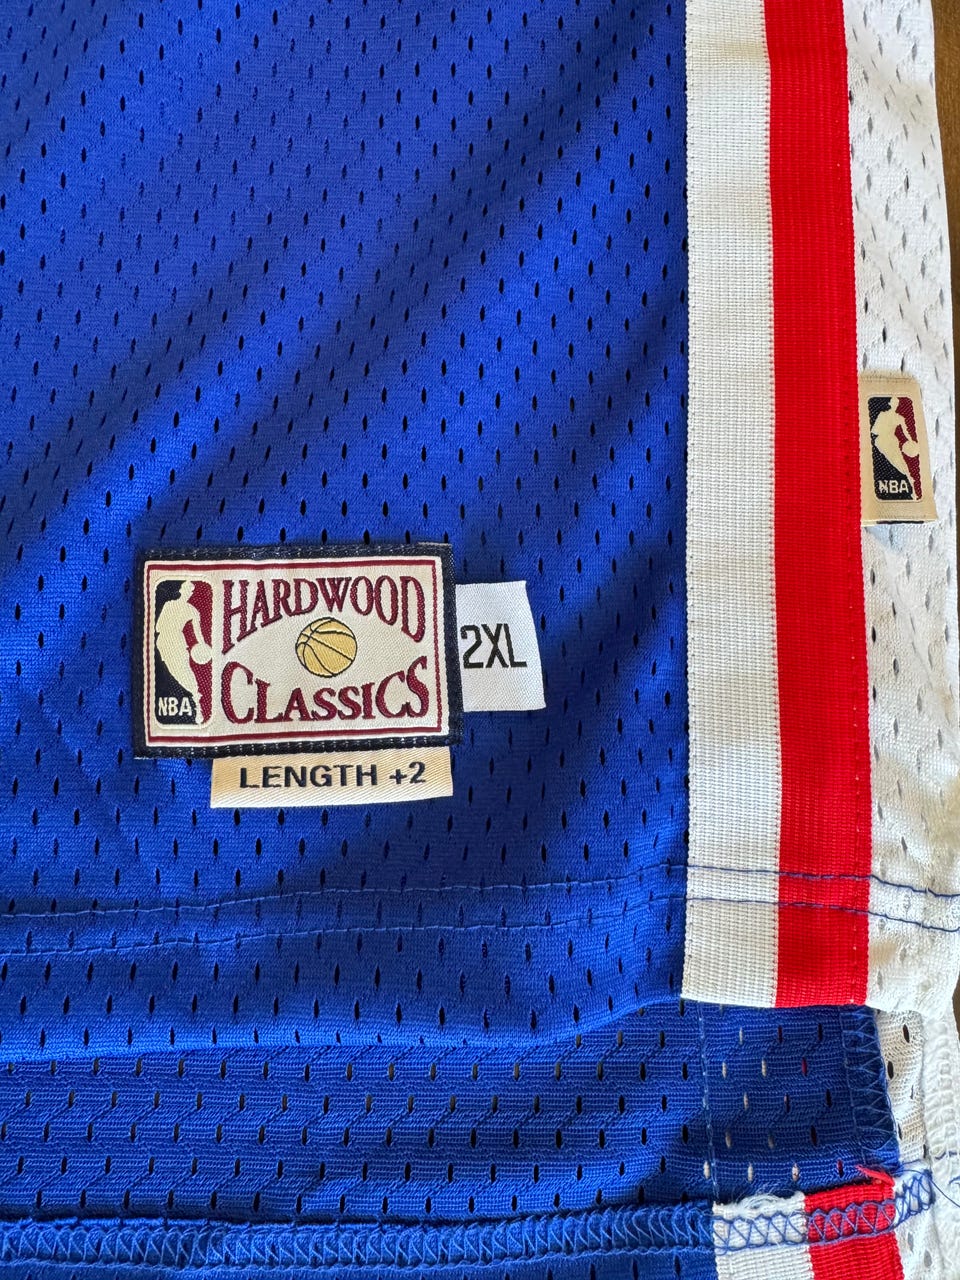 NBA
HARDWOOD
CLASSICS
NBA
2XL
LENGTH +2